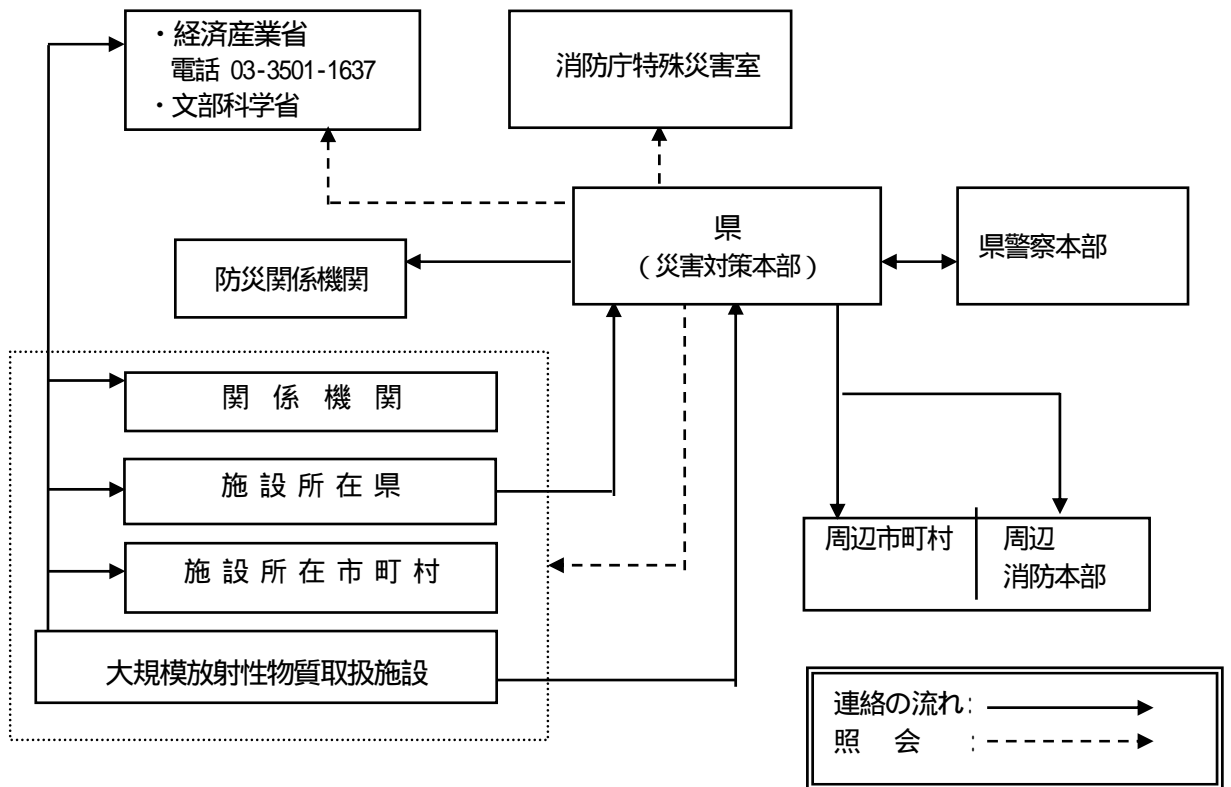 ・経済産業省
電話 03-3501-1637
・文部科学省
消防庁特殊災害室
県
（災害対策本部）
県警察本部
防災関係機関
関 係 機 関
施 設 所 在 県
施 設 所 在 市 町 村
大規模放射性物質取扱施設
周辺市町村
周辺
消防本部
連絡の流れ:
照 会 :